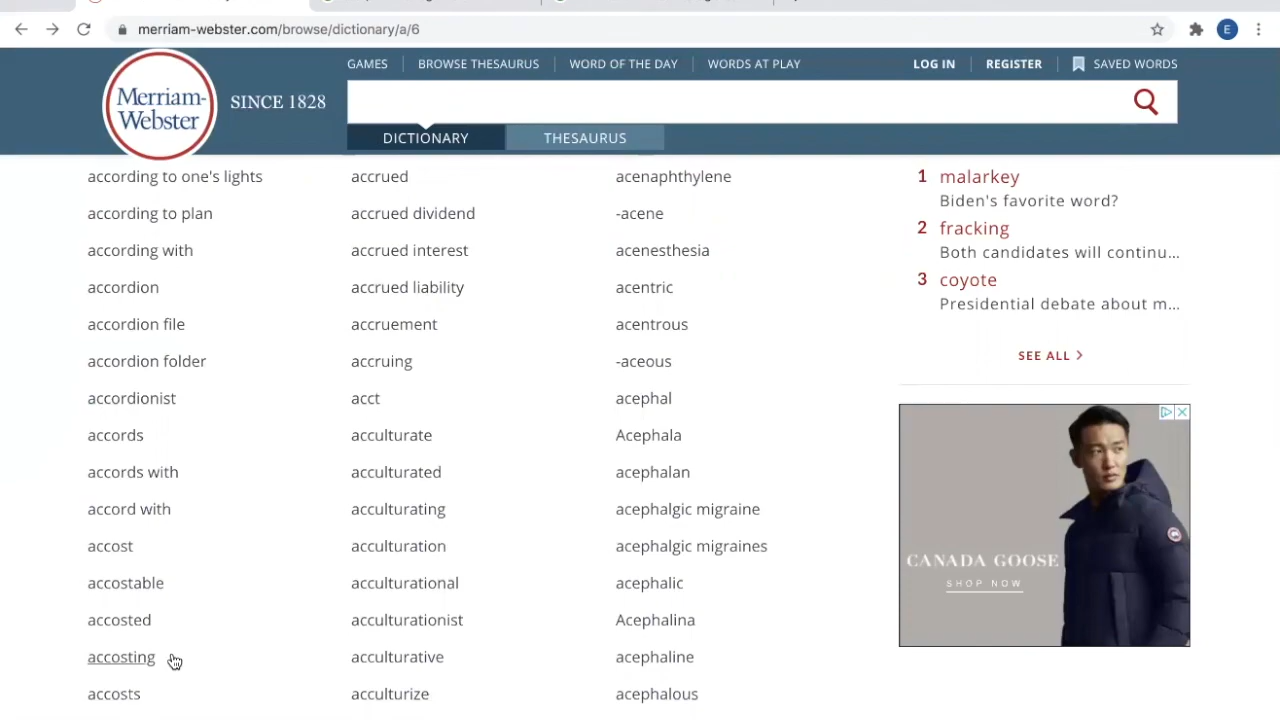 merriam-webster.com/browse/dictionary/a/6
E
GAMES
BROWSE THESAURUS
WORD OF THE DAY
WORDS AT PLAY
LOG IN
REGISTER
SAVED WORDS
Merriam-
Webster
SINCE 1828
DICTIONARY
THESAURUS
according to one's lights
according to plan
according with
accordion
accordion file
accordion folder
accordionist
accords
accords with
accord with
accost
accostable
accosted
accosting
accosts
accrued
accrued dividend
accrued interest
accrued liability
accruement
accruing
acct
acculturate
acculturated
acculturating
acculturation
acculturational
acculturationist
acculturative
acculturize
acenaphthylene
-acene
acenesthesia
acentric
acentrous
-aceous
acephal
Acephala
acephalan
acephalgic migraine
acephalgic migraines
acephalic
Acephalina
acephaline
acephalous
1 malarkey
Biden's favorite word?
2 fracking
Both candidates will continu...
3 coyote
Presidential debate about m...
SEE ALL >
CANADA GOOSE
SHOP NOW